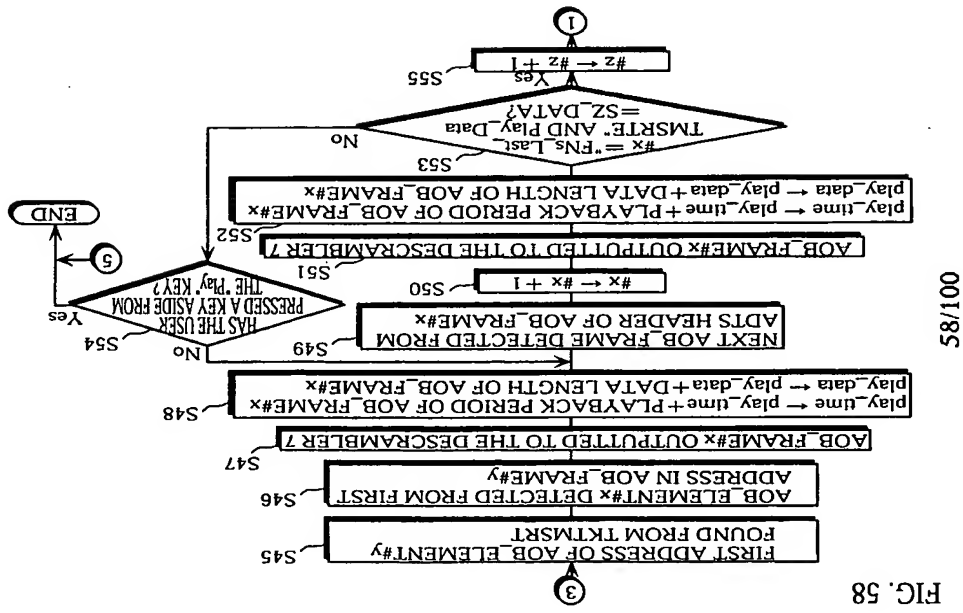 FIG. 58
58/100
3
S45
FIRST ADDRESS OF AOB_ELEMENT#y
FOUND FROM TKTMSRT
S46
AOB_ELEMENT#x DETECTED FROM FIRST
ADDRESS IN AOB_FRAME#y
S47
AOB_FRAME#x OUTPUTTED TO THE DESCRAMBLER 7
S48
play_time ← play_time+PLAYBACK PERIOD OF AOB_FRAME#x
play_data ← play_data+DATA LENGTH OF AOB_FRAME#x
S49
NEXT AOB_FRAME DETECTED FROM
ADTS HEADER OF AOB_FRAME#x
S50
#x ← #x + 1
S51
AOB_FRAME#x OUTPUTTED TO THE DESCRAMBLER 7
S52
play_time ← play_time+PLAYBACK PERIOD OF AOB_FRAME#x
play_data ← play_data+DATA LENGTH OF AOB_FRAME#x
S53
#x ="FNs_Last_
TMSRTE" AND Play_Data
=SZ_DATA?
No
Yes
S54
HAS THE USER
PRESSED A KEY ASIDE FROM
THE "Play" KEY?
No
Yes
5
END
S55
#z ← #z + 1
1